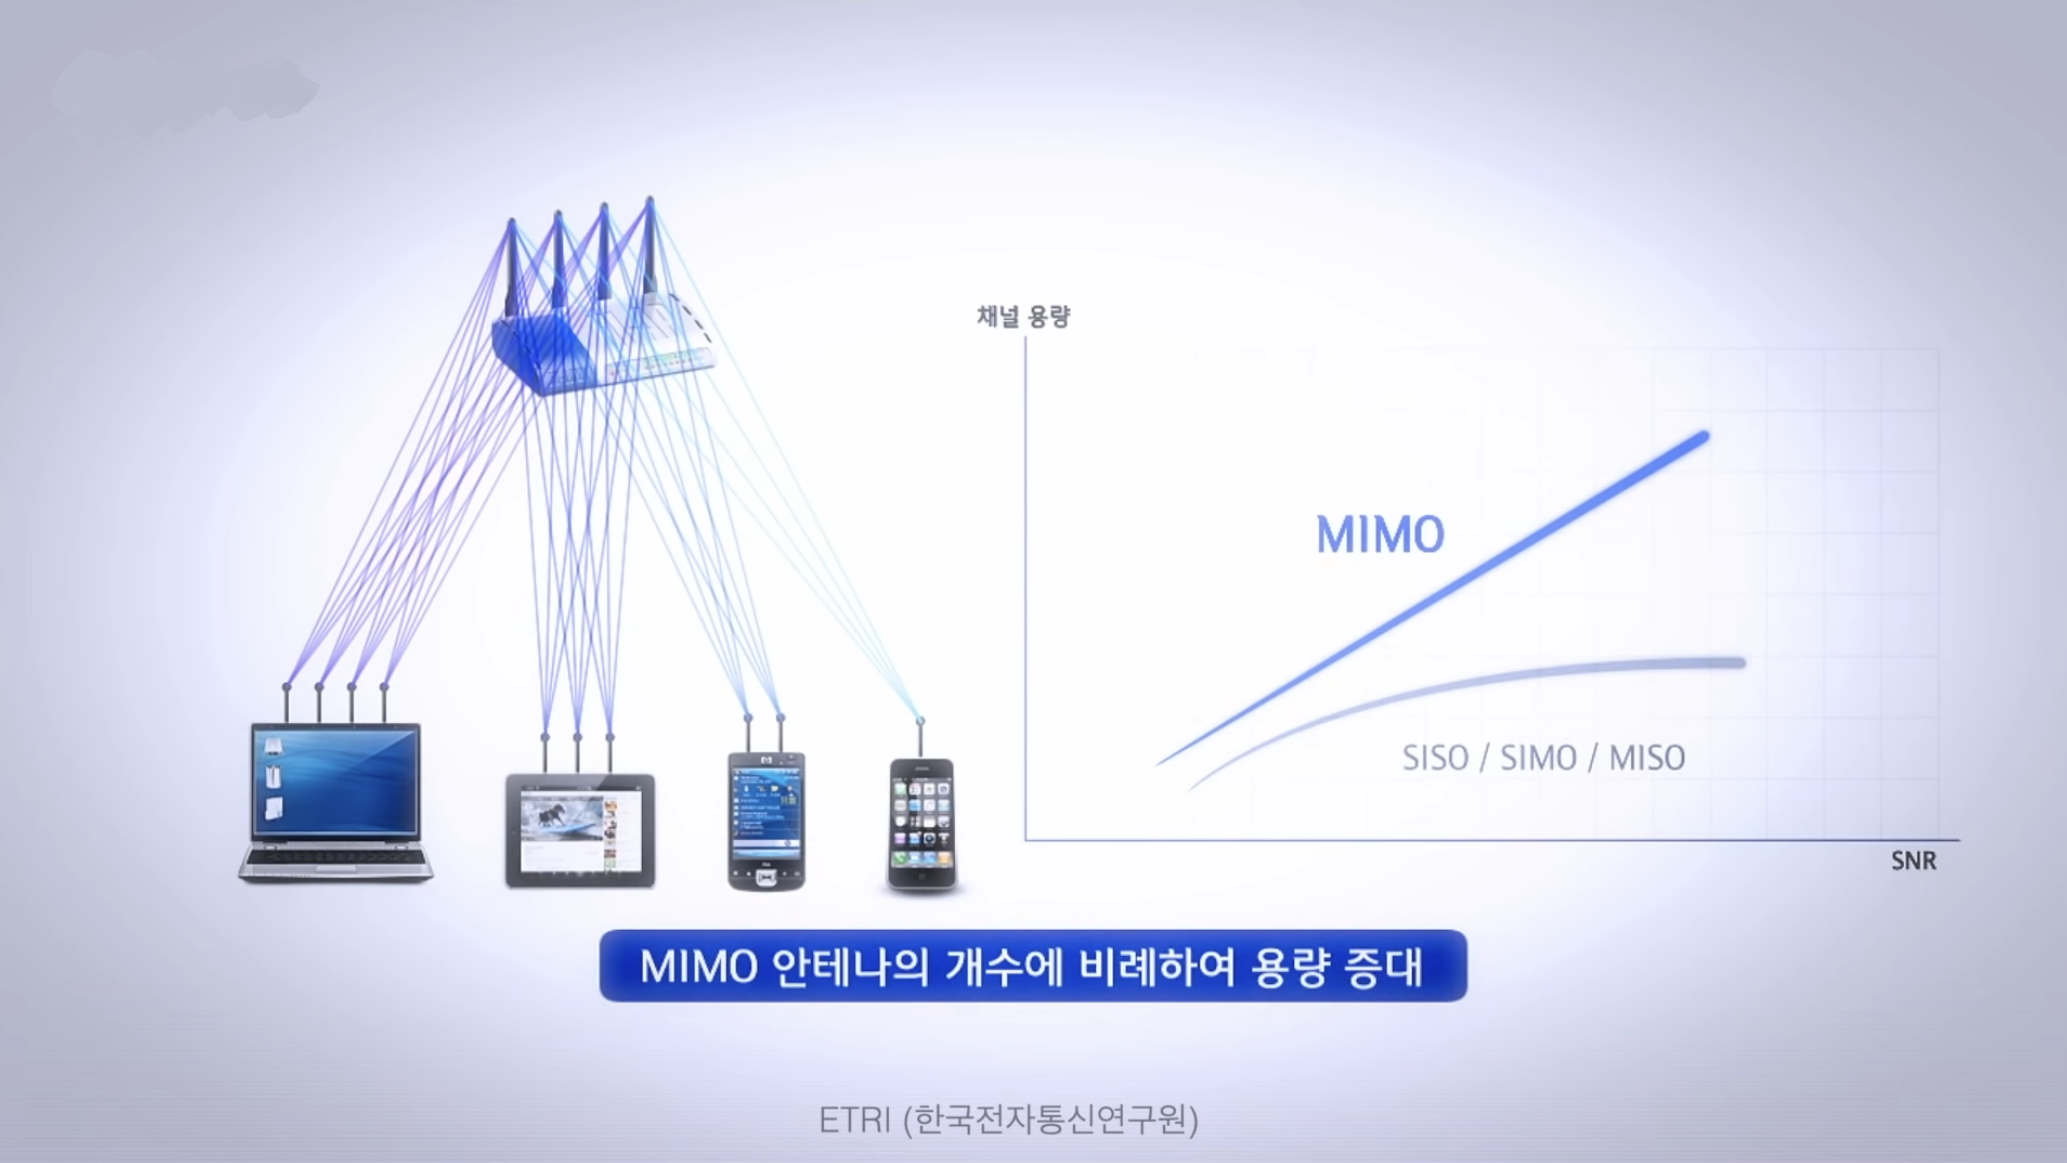 채널 용량
MIMO
SISO / SIMO / MISO
SNR
MIMO 안테나의 개수에 비례하여 용량 증대
ETRI (한국전자통신연구원)